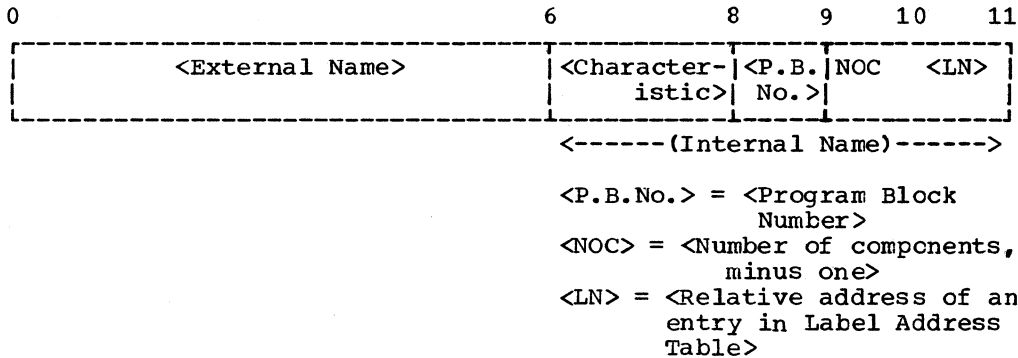 0 6 8 9 10 11
<External Name> <Character- <P.B. NOC <LN>
istic> No.>
<------(Internal Name)------>
<P.B.No.> = <Program Block
Number>
<NOC> = <Number of components,
minus one>
<LN> = <Relative address of an
entry in Label Address
Table>